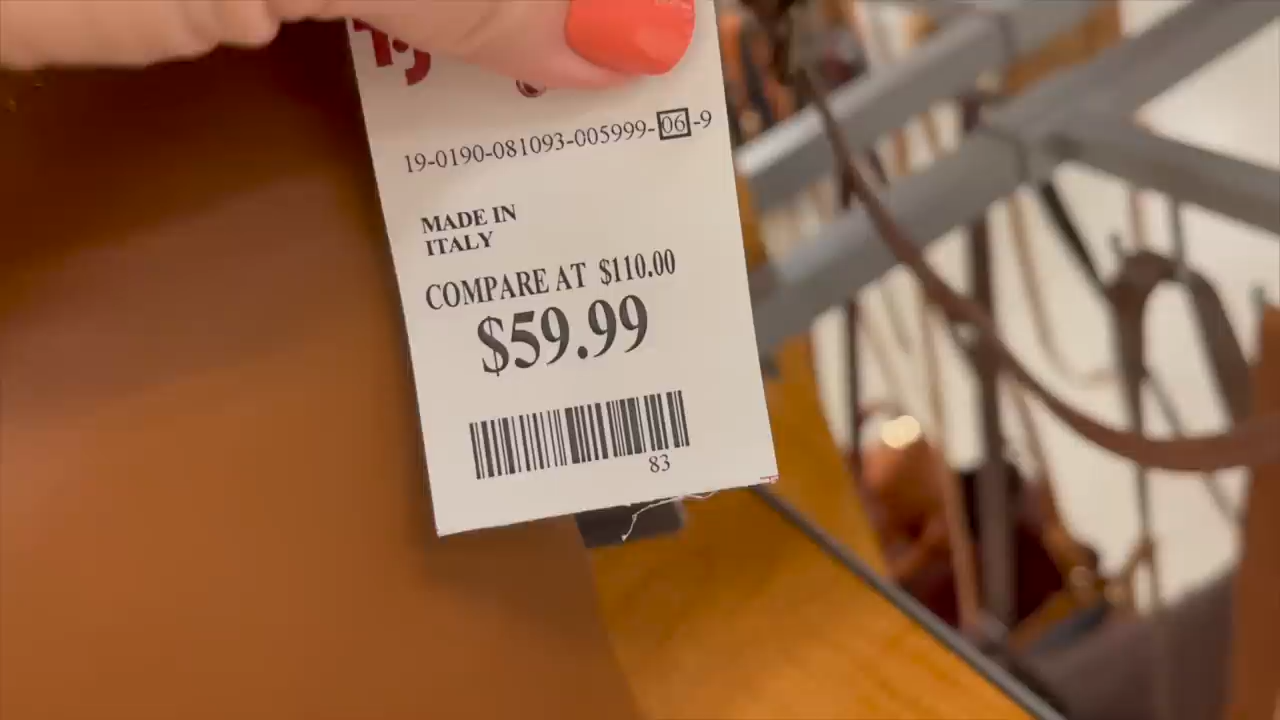 19-0190-081093-005999-06-9
MADE IN
ITALY
COMPARE AT $110.00
$59.99
83